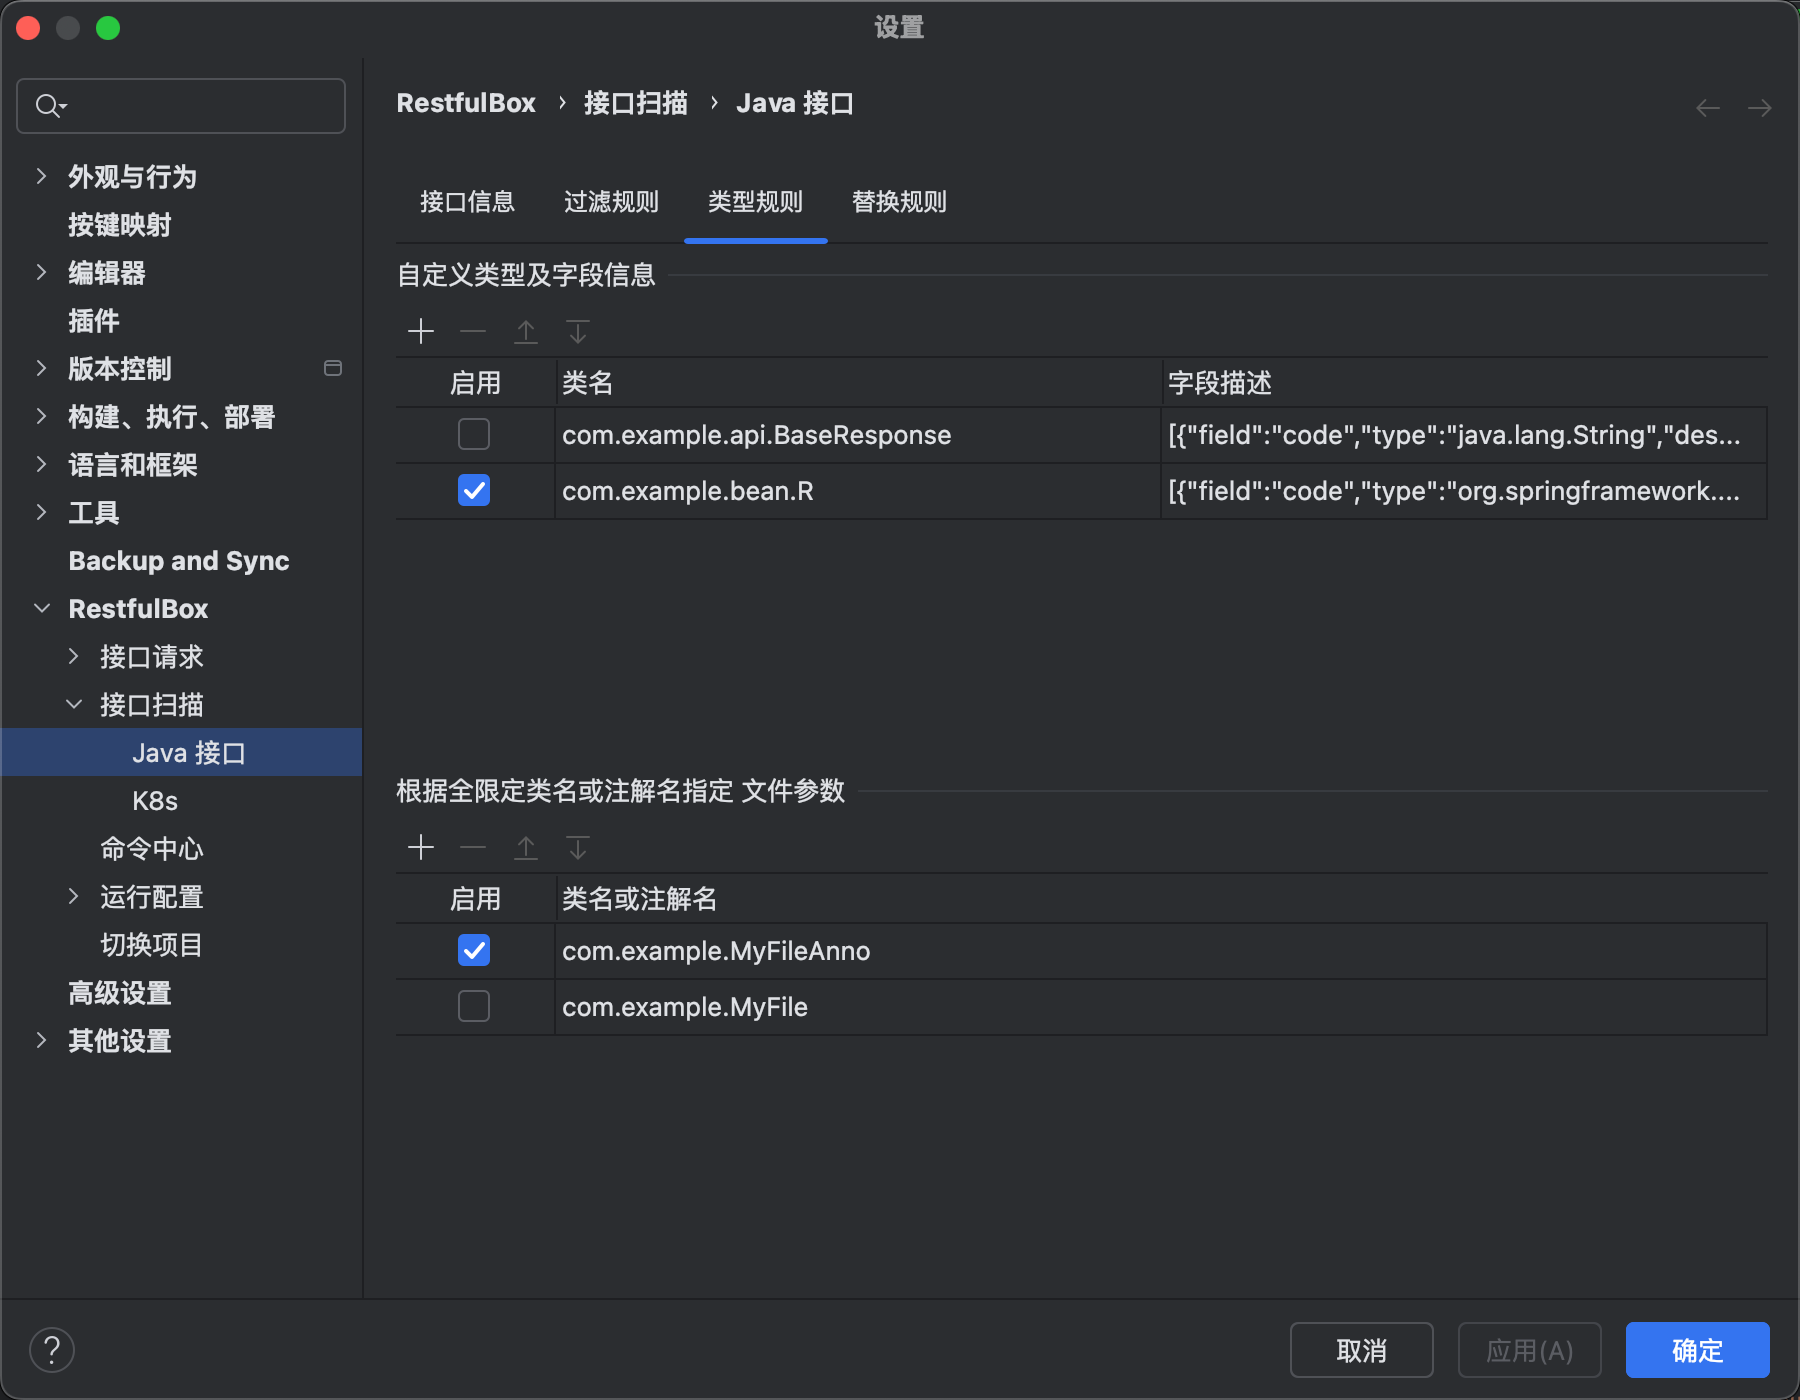 设置
RestfulBox › 接口扫描 › Java 接口
外观与行为
按键映射
编辑器
插件
版本控制
构建、执行、部署
语言和框架
工具
Backup and Sync
RestfulBox
接口请求
接口扫描
Java 接口
K8s
命令中心
运行配置
切换项目
高级设置
其他设置
接口信息 过滤规则 类型规则 替换规则
自定义类型及字段信息
启用 类名 字段描述
com.example.api.BaseResponse [{"field":"code","type":"java.lang.String","des...
com.example.bean.R [{"field":"code","type":"org.springframework....
根据全限定类名或注解名指定 文件参数
启用 类名或注解名
com.example.MyFileAnno
com.example.MyFile
?
取消 应用(A) 确定